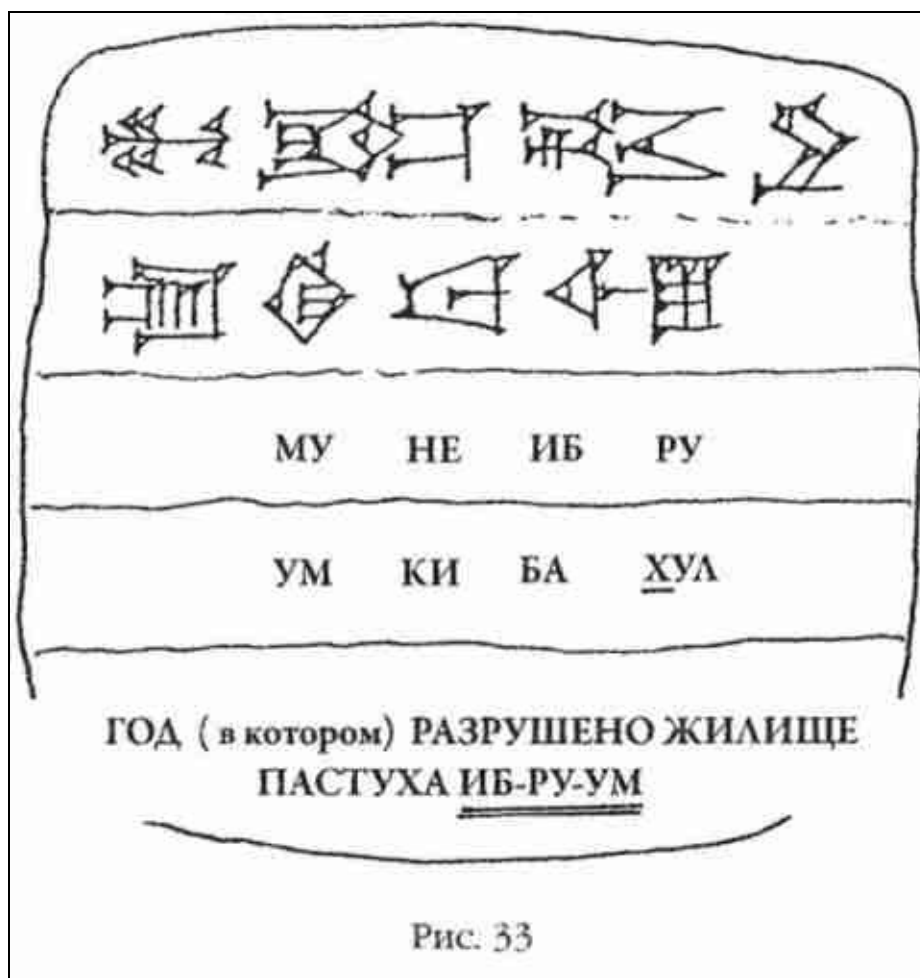 МУ НЕ ИБ РУ
УМ КИ БА ХУЛ
ГОД ( в котором) РАЗРУШЕНО ЖИЛИЩЕ
ПАСТУХА ИБ-РУ-УМ
Рис. 33